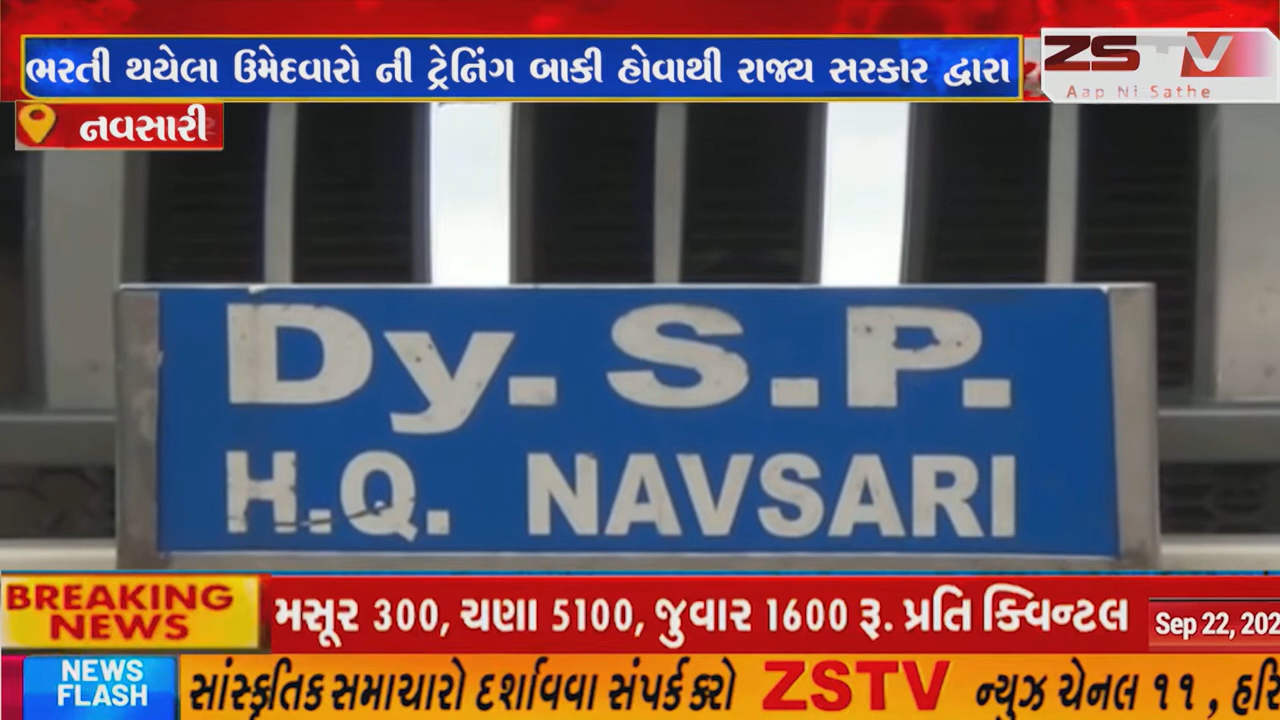 ભરતી થયેલા ઉમેદવારો ની ટ્રેનિંગ બાકી હોવાથી રાજ્ય સરકાર દ્વારા
ZSTV
Aap Ni Sathe
નવસારી
Dy. S.P.
H.Q. NAVSARI
BREAKING NEWS
મસૂર 300, ચણા 5100, જુવાર 1600 રૂ. પ્રતિ ક્વિન્ટલ
Sep 22, 202
NEWS FLASH
સાંસ્કૃતિક સમાચારો દર્શાવવા સંપર્ક કરો ZSTV ન્યુઝ ચેનલ ૧૧ , હરિ